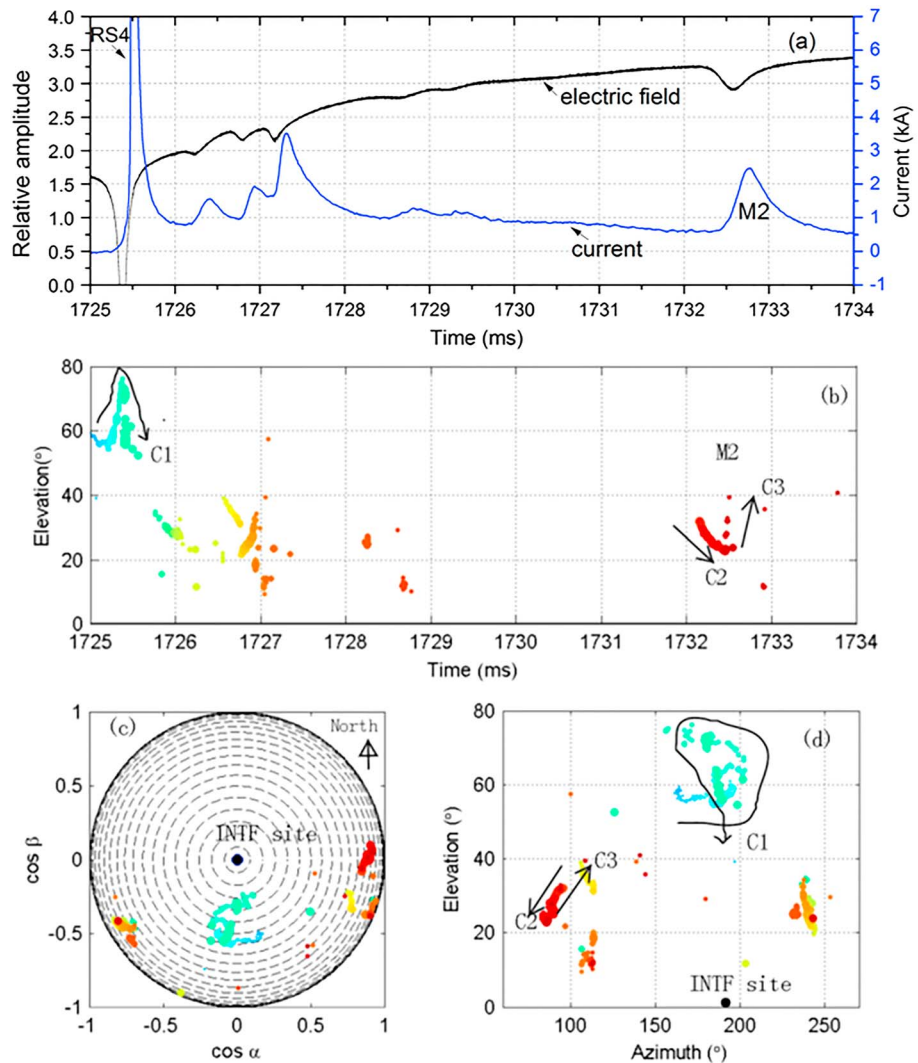 (a)
RS4
electric field
current
M2
Relative amplitude
4.0
3.5
3.0
2.5
2.0
1.5
1.0
0.5
0.0
Current (kA)
7
6
5
4
3
2
1
0
-1
1725 1726 1727 1728 1729 1730 1731 1732 1733 1734
Time (ms)
(b)
Elevation(°)
80
60
40
20
0
C1
M2
C3
C2
1725 1726 1727 1728 1729 1730 1731 1732 1733 1734
Time (ms)
(c)
North
INTF site
cos β
1
0.5
0
-0.5
-1
-1 -0.5 0 0.5 1
cos α
(d)
Elevation (°)
80
60
40
20
0
C1
C3
C2
INTF site
100 150 200 250
Azimuth (°)